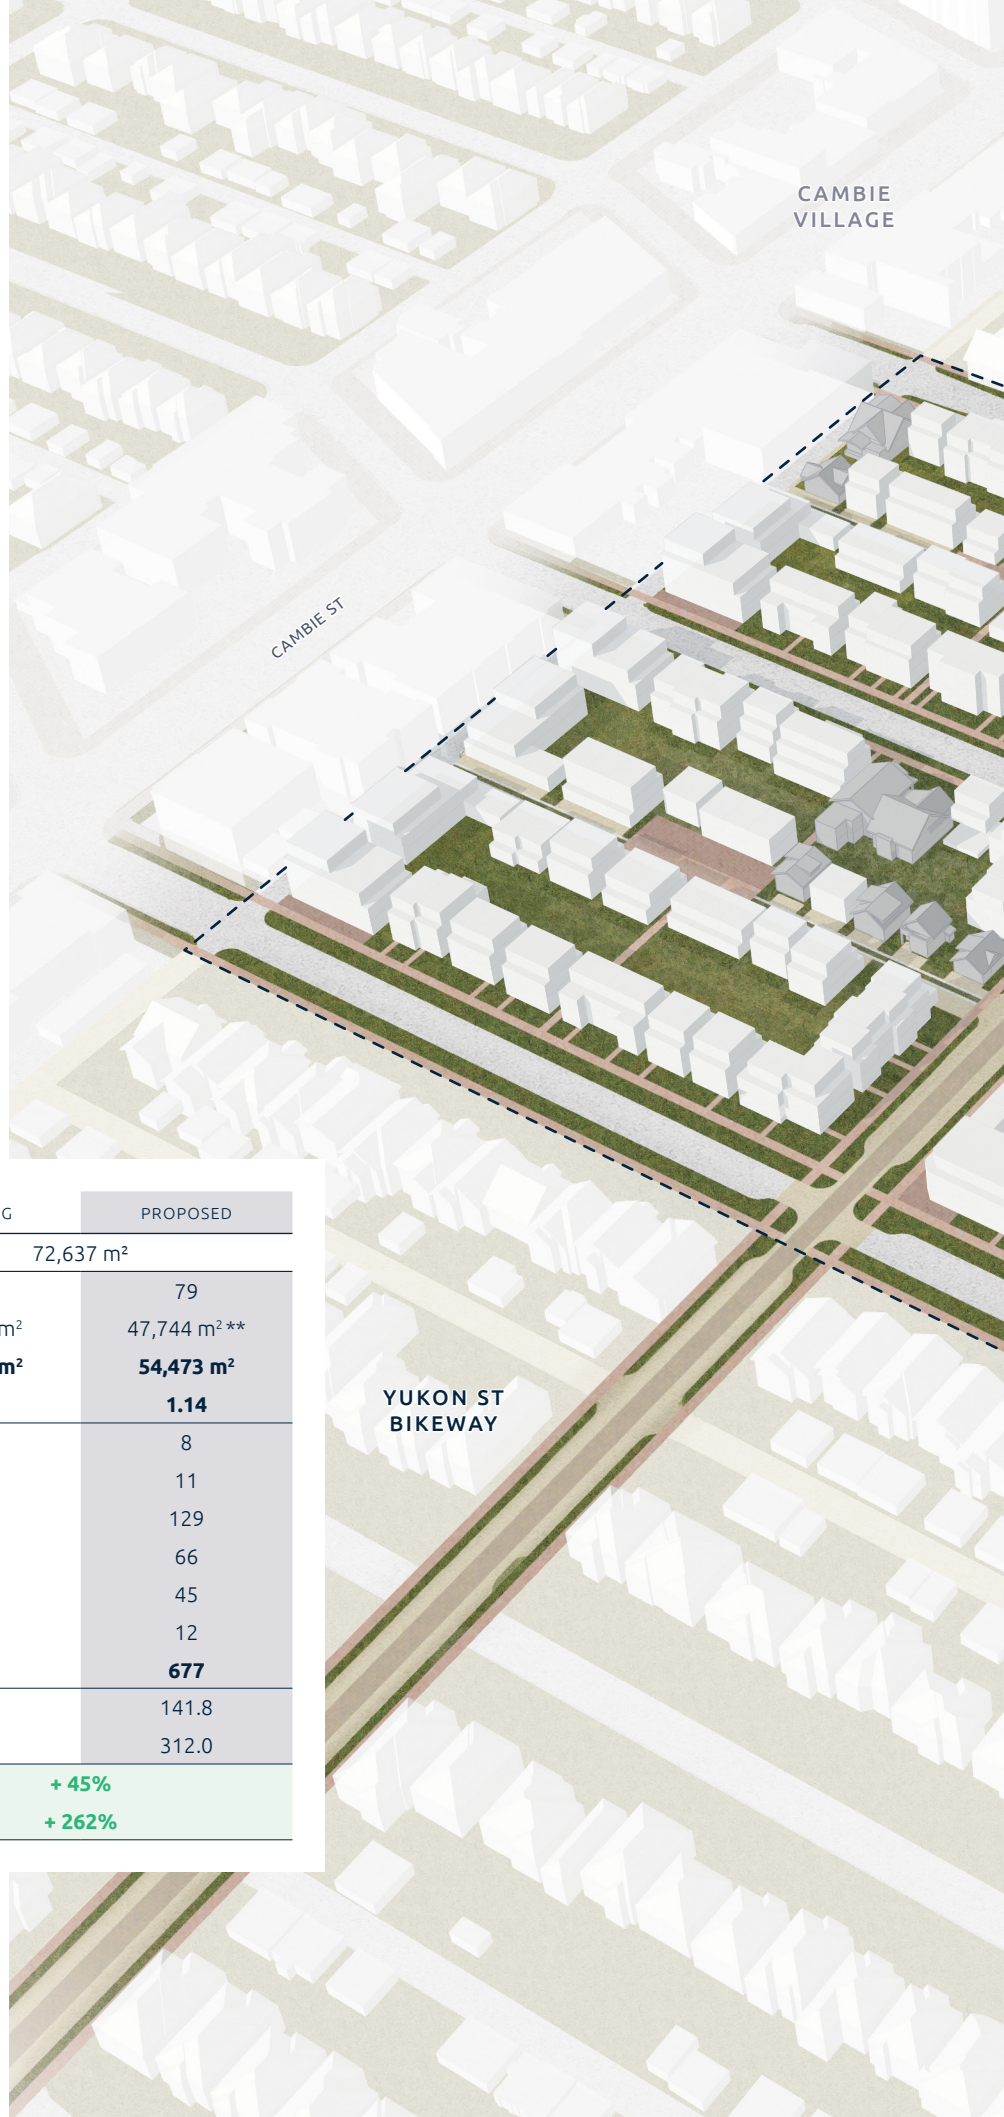 CAMBIE
VILLAGE
CAMBIE ST
G PROPOSED
72,637 m²
79
m² 47,744 m² **
m² 54,473 m²
1.14
8
11
129
66
45
12
677
141.8
312.0
+ 45%
+ 262%
YUKON ST
BIKEWAY